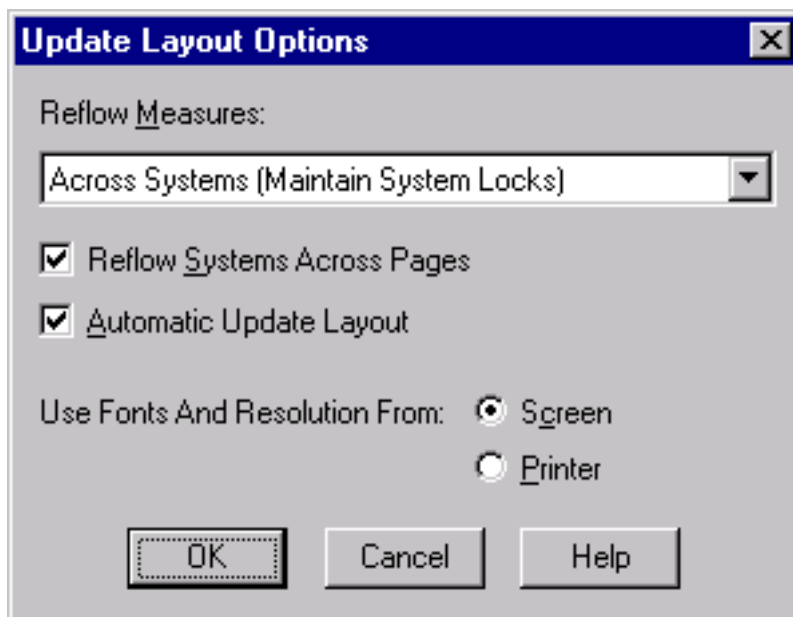 Update Layout Options
Reflow Measures:
Across Systems (Maintain System Locks)
Reflow Systems Across Pages
Automatic Update Layout
Use Fonts And Resolution From: Screen
Printer
OK Cancel Help